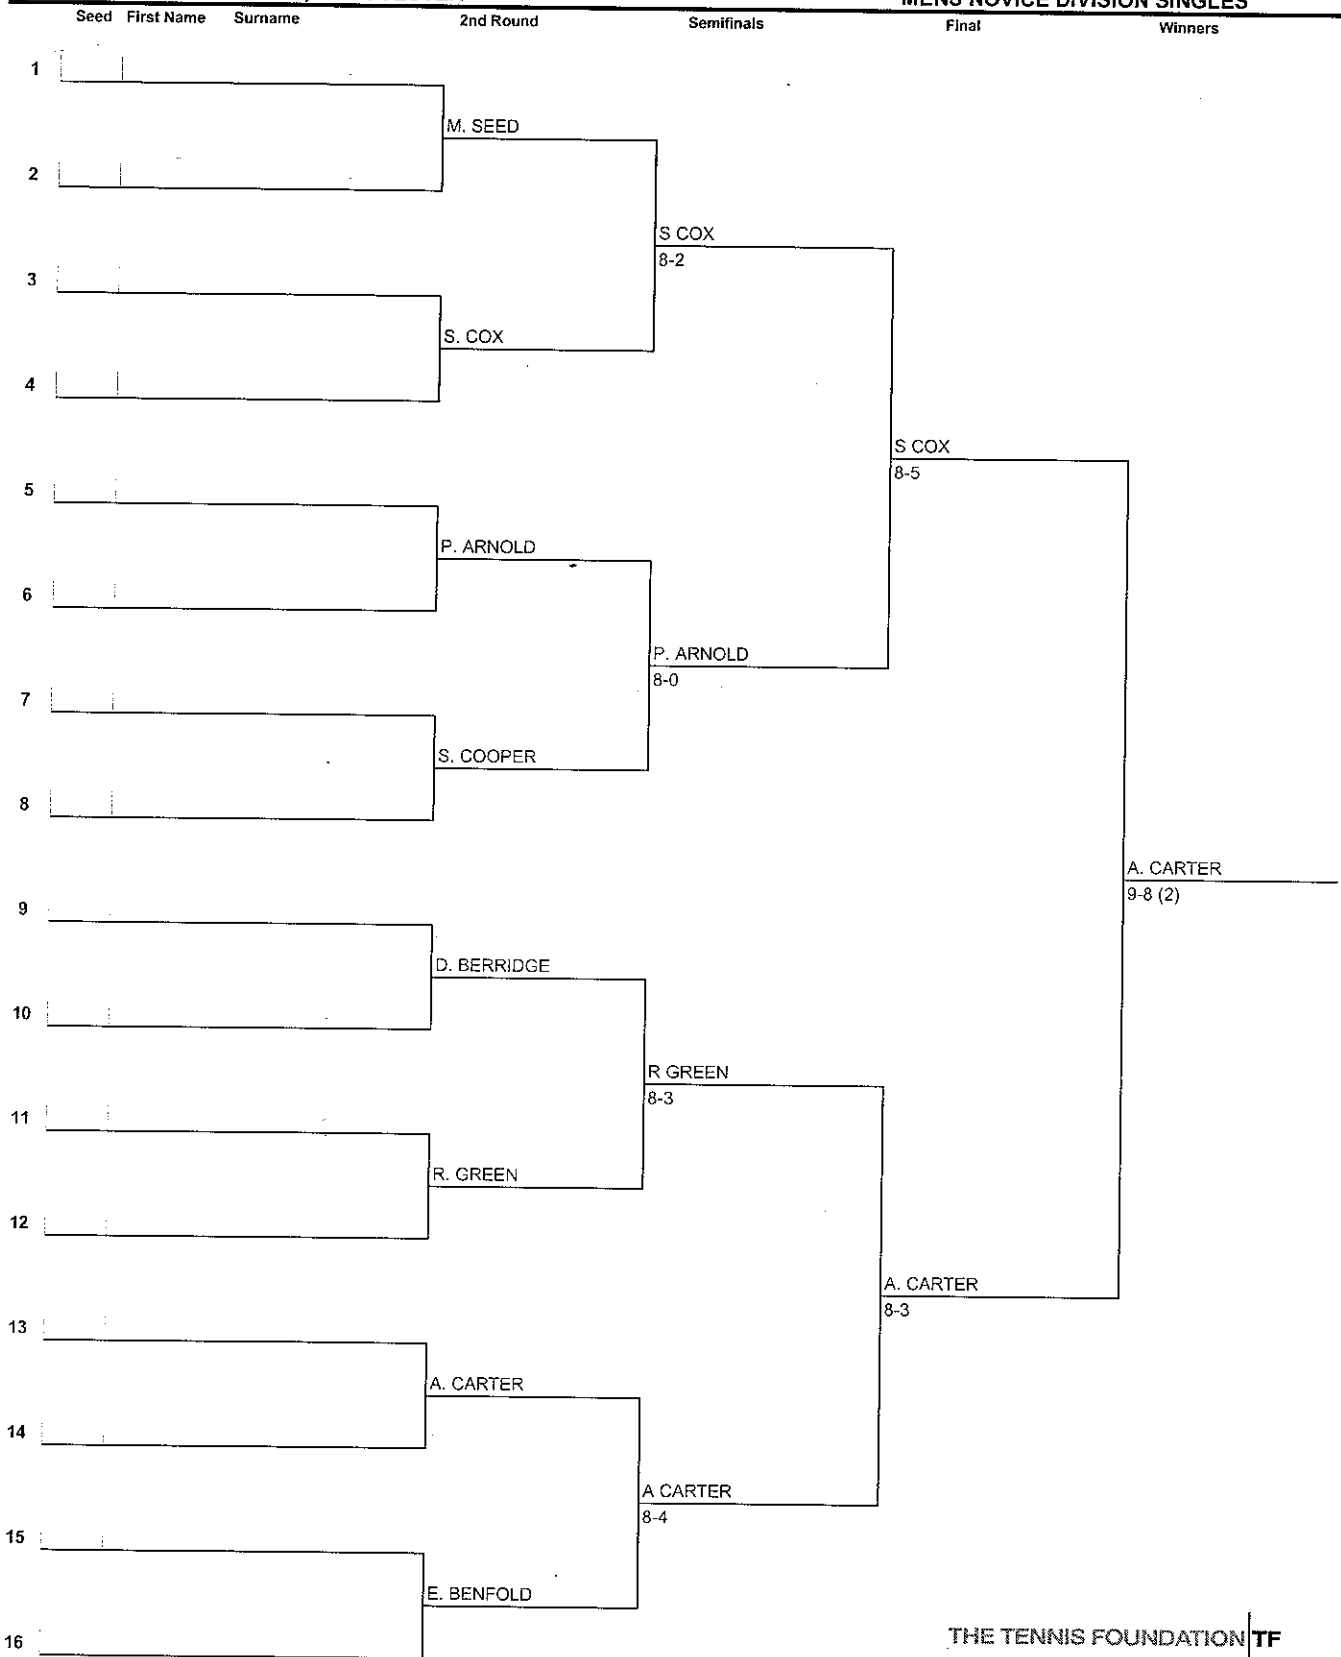 MENS NOVICE DIVISION SINGLES
Seed First Name Surname 2nd Round Semifinals Final Winners
1
M. SEED
2
S COX
8-2
3
S. COX
4
S COX
8-5
5
P. ARNOLD
6
P. ARNOLD
8-0
7
S. COOPER
8
A. CARTER
9-8 (2)
9
D. BERRIDGE
10
R GREEN
8-3
11
R. GREEN
12
A. CARTER
8-3
13
A. CARTER
14
A CARTER
8-4
15
E. BENFOLD
16
THE TENNIS FOUNDATION TF